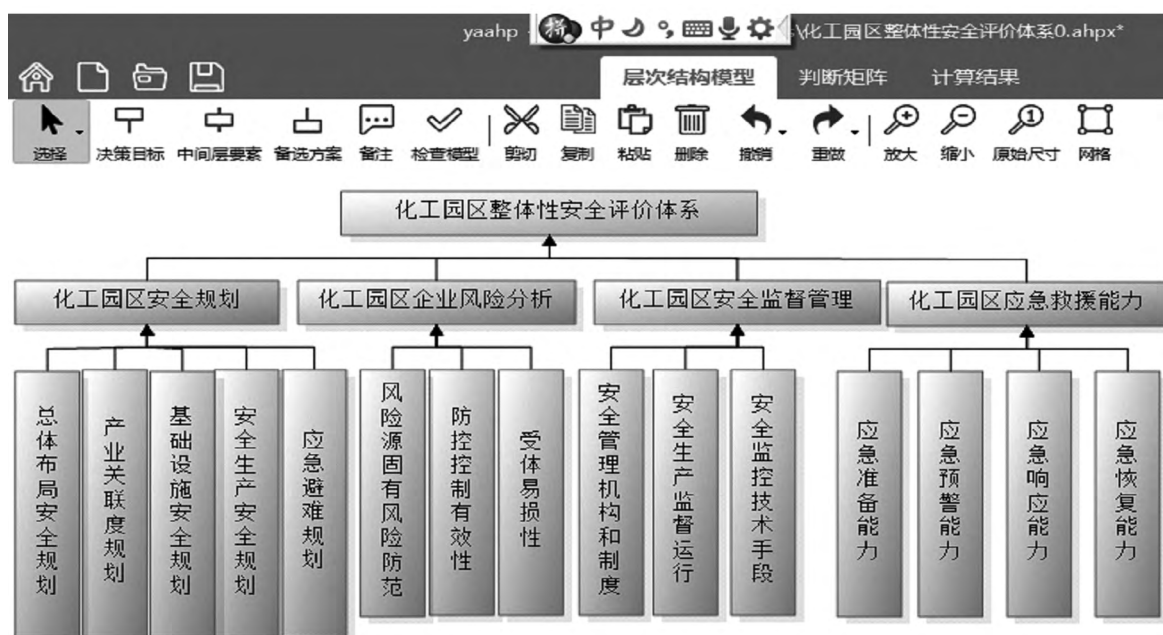 yaahp
拼 中
\化工园区整体性安全评价体系0.ahpx*
层次结构模型 判断矩阵 计算结果
选择 决策目标 中间层要素 备选方案 备注 检查模型 剪切 复制 粘贴 删除 撤销 重做 放大 缩小 原始尺寸 网格
化工园区整体性安全评价体系
化工园区安全规划 化工园区企业风险分析 化工园区安全监督管理 化工园区应急救援能力
总体布局安全规划
产业关联度规划
基础设施安全规划
安全生产安全规划
应急避难规划
风险源固有风险防范
防控控制有效性
受体易损性
安全管理机构和制度
安全生产监督运行
安全监控技术手段
应急准备能力
应急预警能力
应急响应能力
应急恢复能力